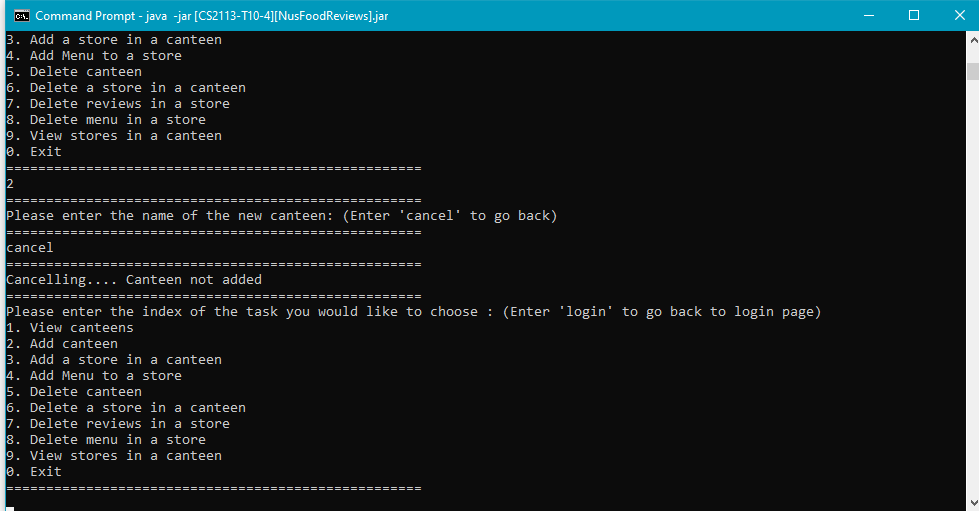 Command Prompt - java -jar [CS2113-T10-4][NusFoodReviews].jar
3. Add a store in a canteen
4. Add Menu to a store
5. Delete canteen
6. Delete a store in a canteen
7. Delete reviews in a store
8. Delete menu in a store
9. View stores in a canteen
0. Exit
====================================================
2
====================================================
Please enter the name of the new canteen: (Enter 'cancel' to go back)
====================================================
cancel
====================================================
Cancelling.... Canteen not added
====================================================
Please enter the index of the task you would like to choose : (Enter 'login' to go back to login page)
1. View canteens
2. Add canteen
3. Add a store in a canteen
4. Add Menu to a store
5. Delete canteen
6. Delete a store in a canteen
7. Delete reviews in a store
8. Delete menu in a store
9. View stores in a canteen
0. Exit
====================================================